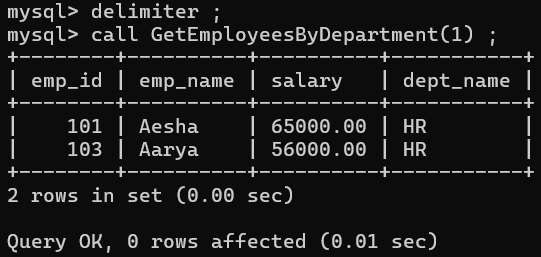 mysql> delimiter ;
mysql> call GetEmployeesByDepartment(1) ;
+--------+----------+----------+-----------+
| emp_id | emp_name | salary   | dept_name |
+--------+----------+----------+-----------+
|    101 | Aesha    | 65000.00 | HR        |
|    103 | Aarya    | 56000.00 | HR        |
+--------+----------+----------+-----------+
2 rows in set (0.00 sec)

Query OK, 0 rows affected (0.01 sec)